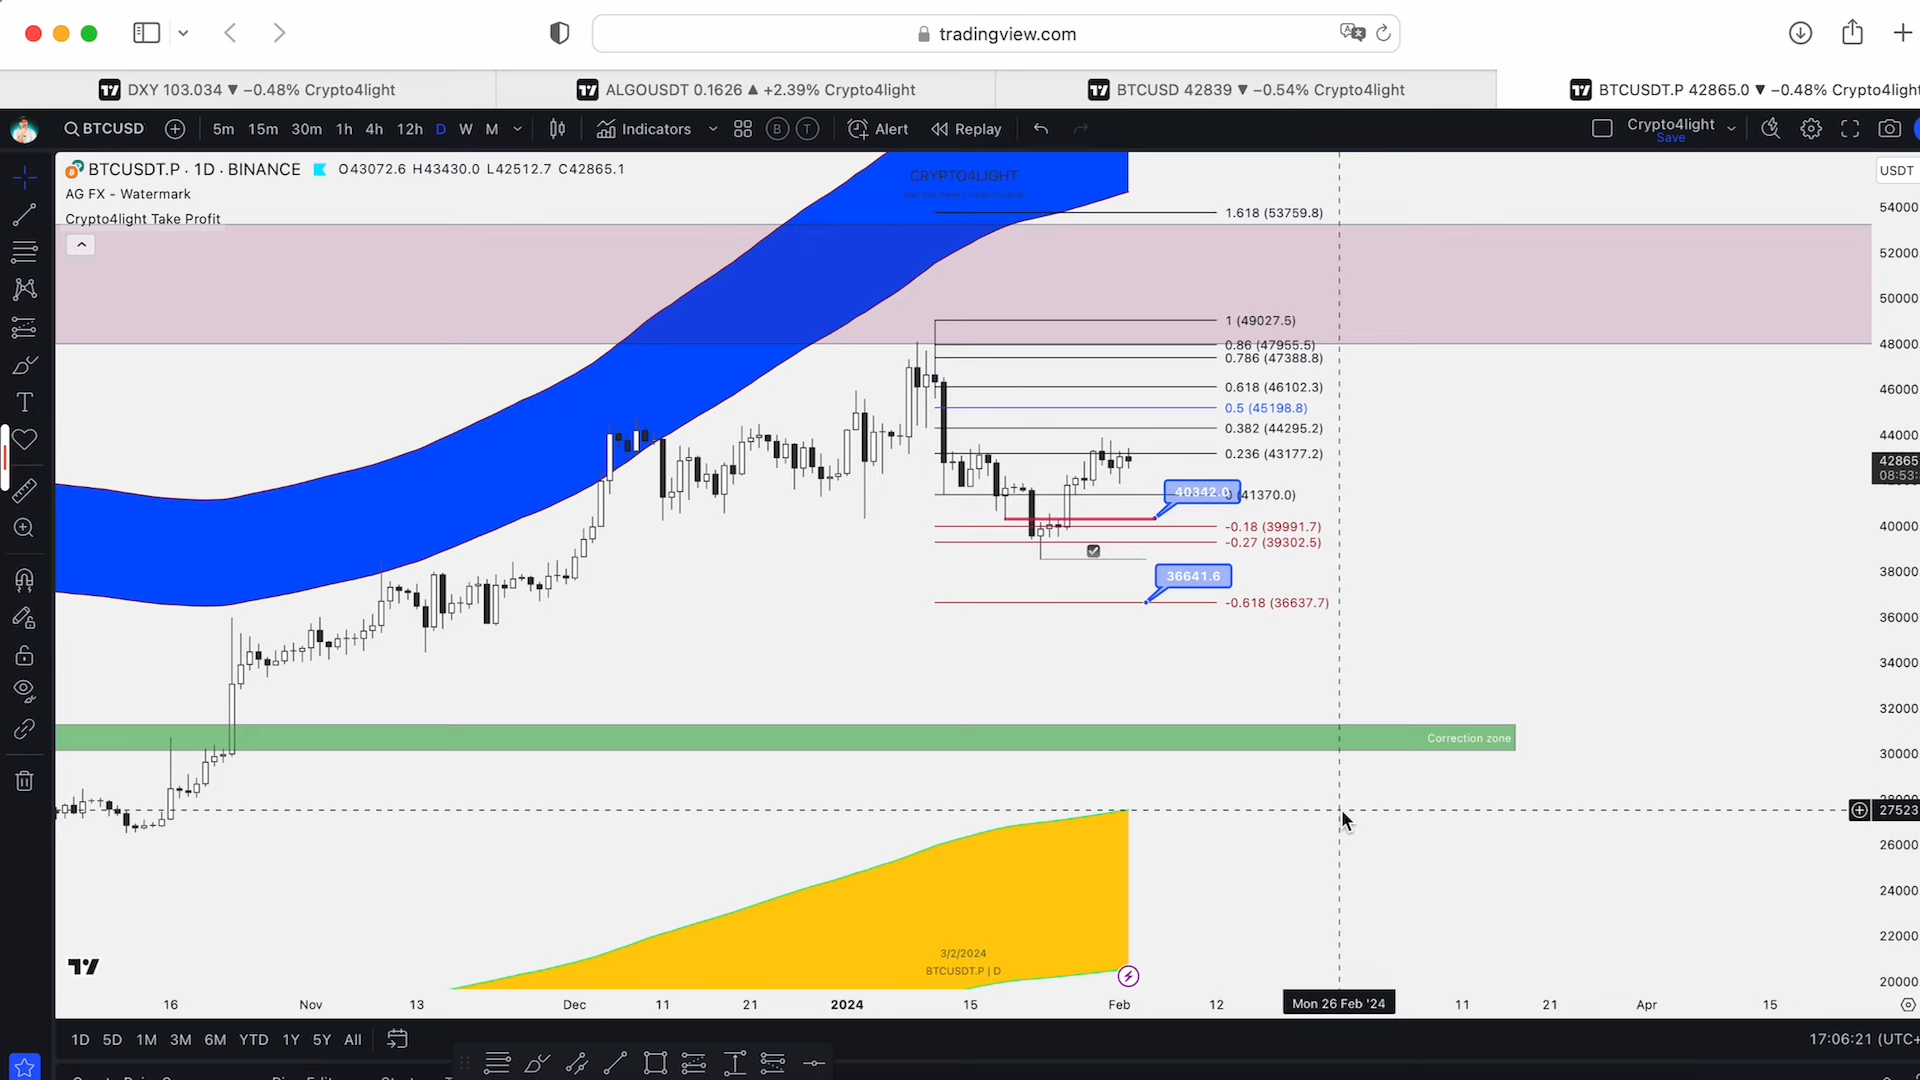 tradingview.com
DXY 103.034 ▼ −0.48% Crypto4light
ALGOUSDT 0.1626 ▲ +2.39% Crypto4light
BTCUSD 42839 ▼ −0.54% Crypto4light
BTCUSDT.P 42865.0 ▼ −0.48% Crypto4light
BTCUSD 5m 15m 30m 1h 4h 12h D W M Indicators B T Alert Replay Crypto4light
Save
BTCUSDT.P · 1D · BINANCE O43072.6 H43430.0 L42512.7 C42865.1
AG FX - Watermark
Crypto4light Take Profit
CRYPTO4LIGHT
USDT
1.618 (53759.8)
1 (49027.5)
0.86 (47955.5)
0.786 (47388.8)
0.618 (46102.3)
0.5 (45198.8)
0.382 (44295.2)
0.236 (43177.2)
40342.0
0 (41370.0)
-0.18 (39991.7)
-0.27 (39302.5)
36641.6
-0.618 (36637.7)
Correction zone
54000
52000
50000
48000
46000
44000
42865
08:53:
40000
38000
36000
34000
32000
30000
27523
26000
24000
22000
20000
3/2/2024
BTCUSDT.P | D
16 Nov 13 Dec 11 21 2024 15 Feb 12 Mon 26 Feb '24 11 21 Apr 15
1D 5D 1M 3M 6M YTD 1Y 5Y All
17:06:21 (UTC+